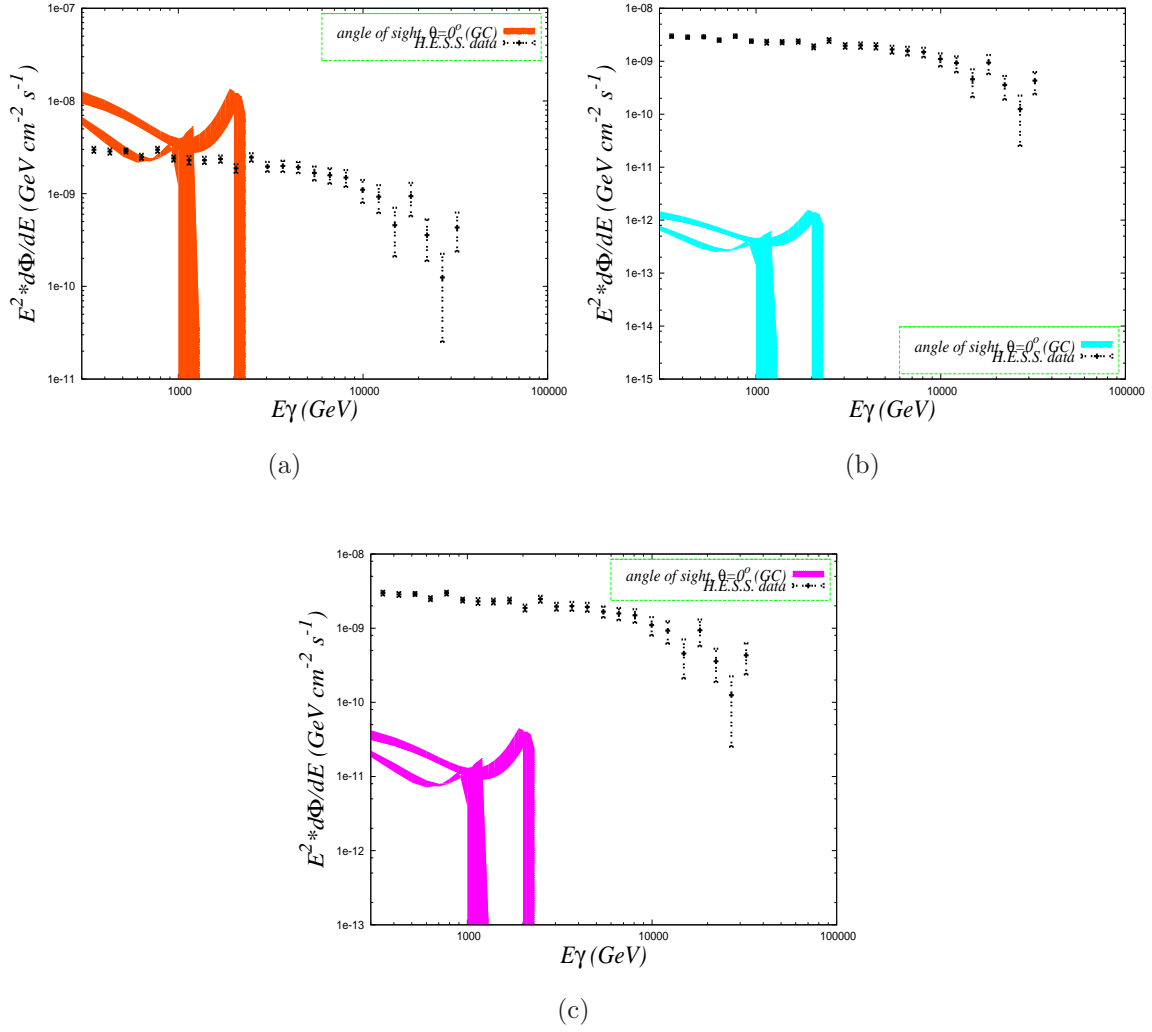 1e-07
1e-08
1e-09
1e-10
1e-11
1000
10000
100000
E^2*dΦ/dE (GeV cm^-2 s^-1)
Eγ (GeV)
angle of sight, θ=0° (GC)
H.E.S.S. data
(a)
1e-08
1e-09
1e-10
1e-11
1e-12
1e-13
1e-14
1e-15
1000
10000
100000
E^2*dΦ/dE (GeV cm^-2 s^-1)
Eγ (GeV)
angle of sight, θ=0° (GC)
H.E.S.S. data
(b)
1e-08
1e-09
1e-10
1e-11
1e-12
1e-13
1000
10000
100000
E^2*dΦ/dE (GeV cm^-2 s^-1)
Eγ (GeV)
angle of sight, θ=0° (GC)
H.E.S.S. data
(c)